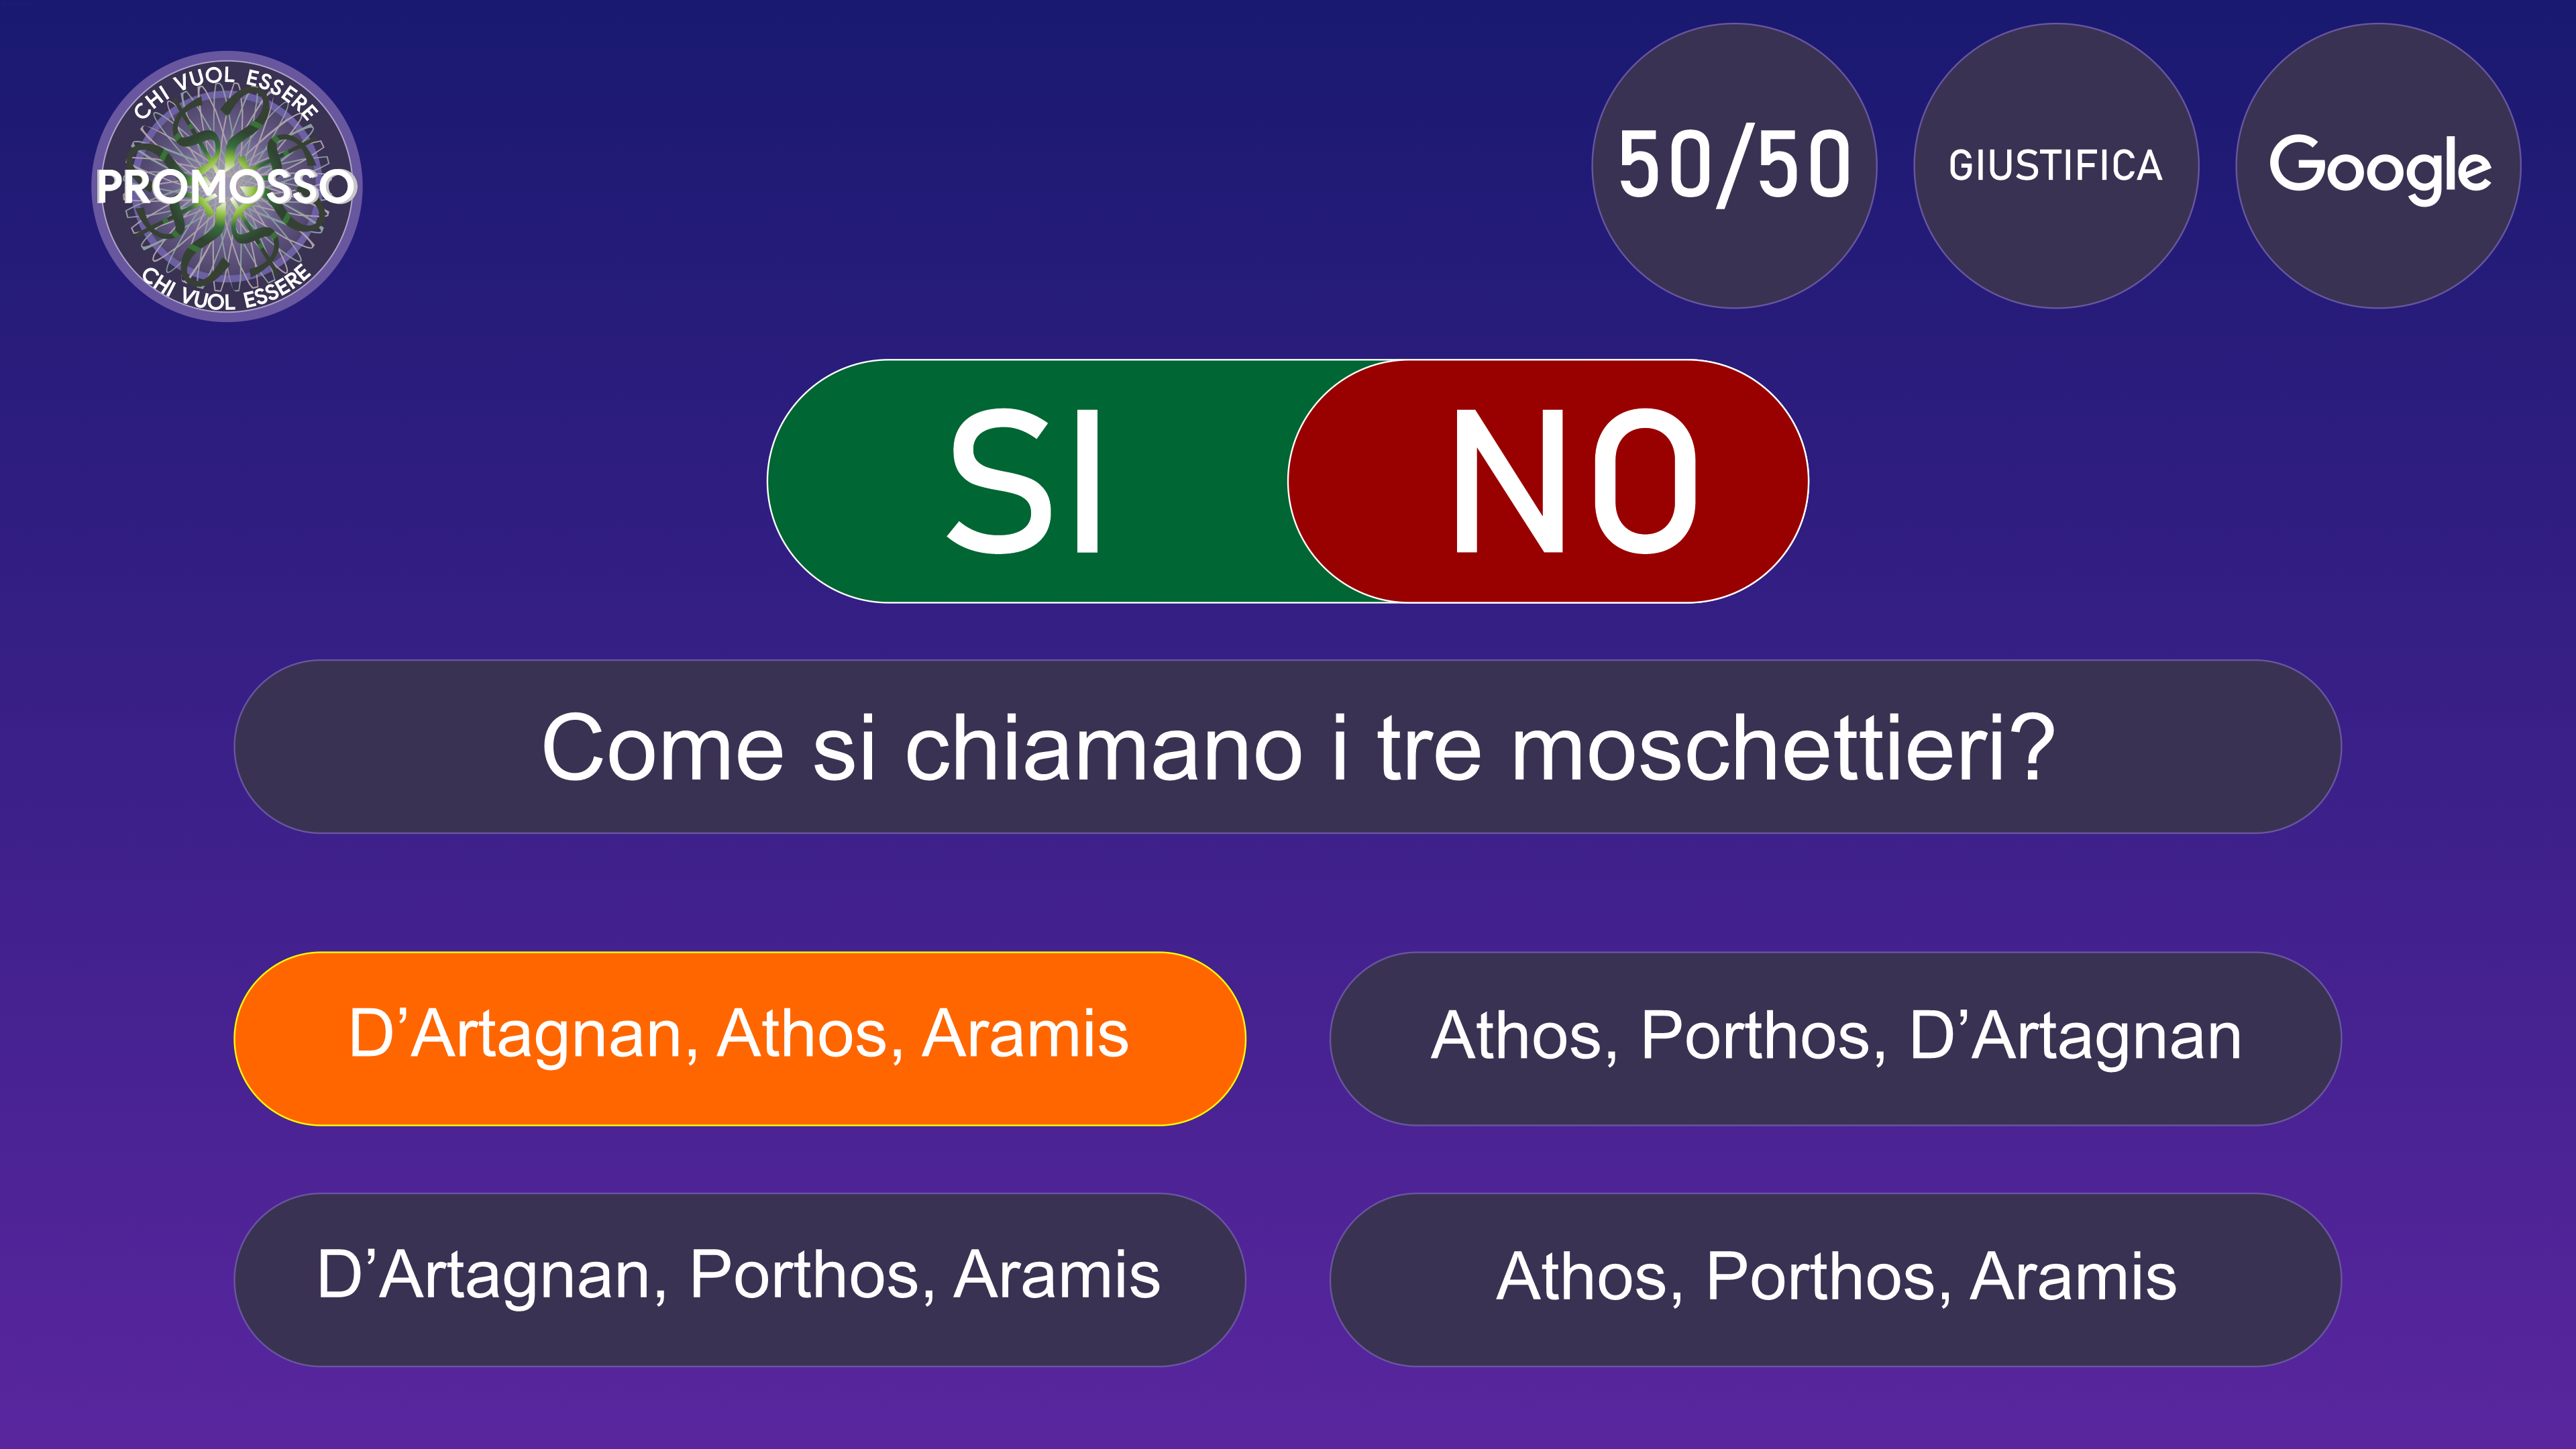 CHI VUOL ESSERE
PROMOSSO
CHI VUOL ESSERE
50/50
GIUSTIFICA
Google
SI
NO
Come si chiamano i tre moschettieri?
D’Artagnan, Athos, Aramis
Athos, Porthos, D’Artagnan
D’Artagnan, Porthos, Aramis
Athos, Porthos, Aramis